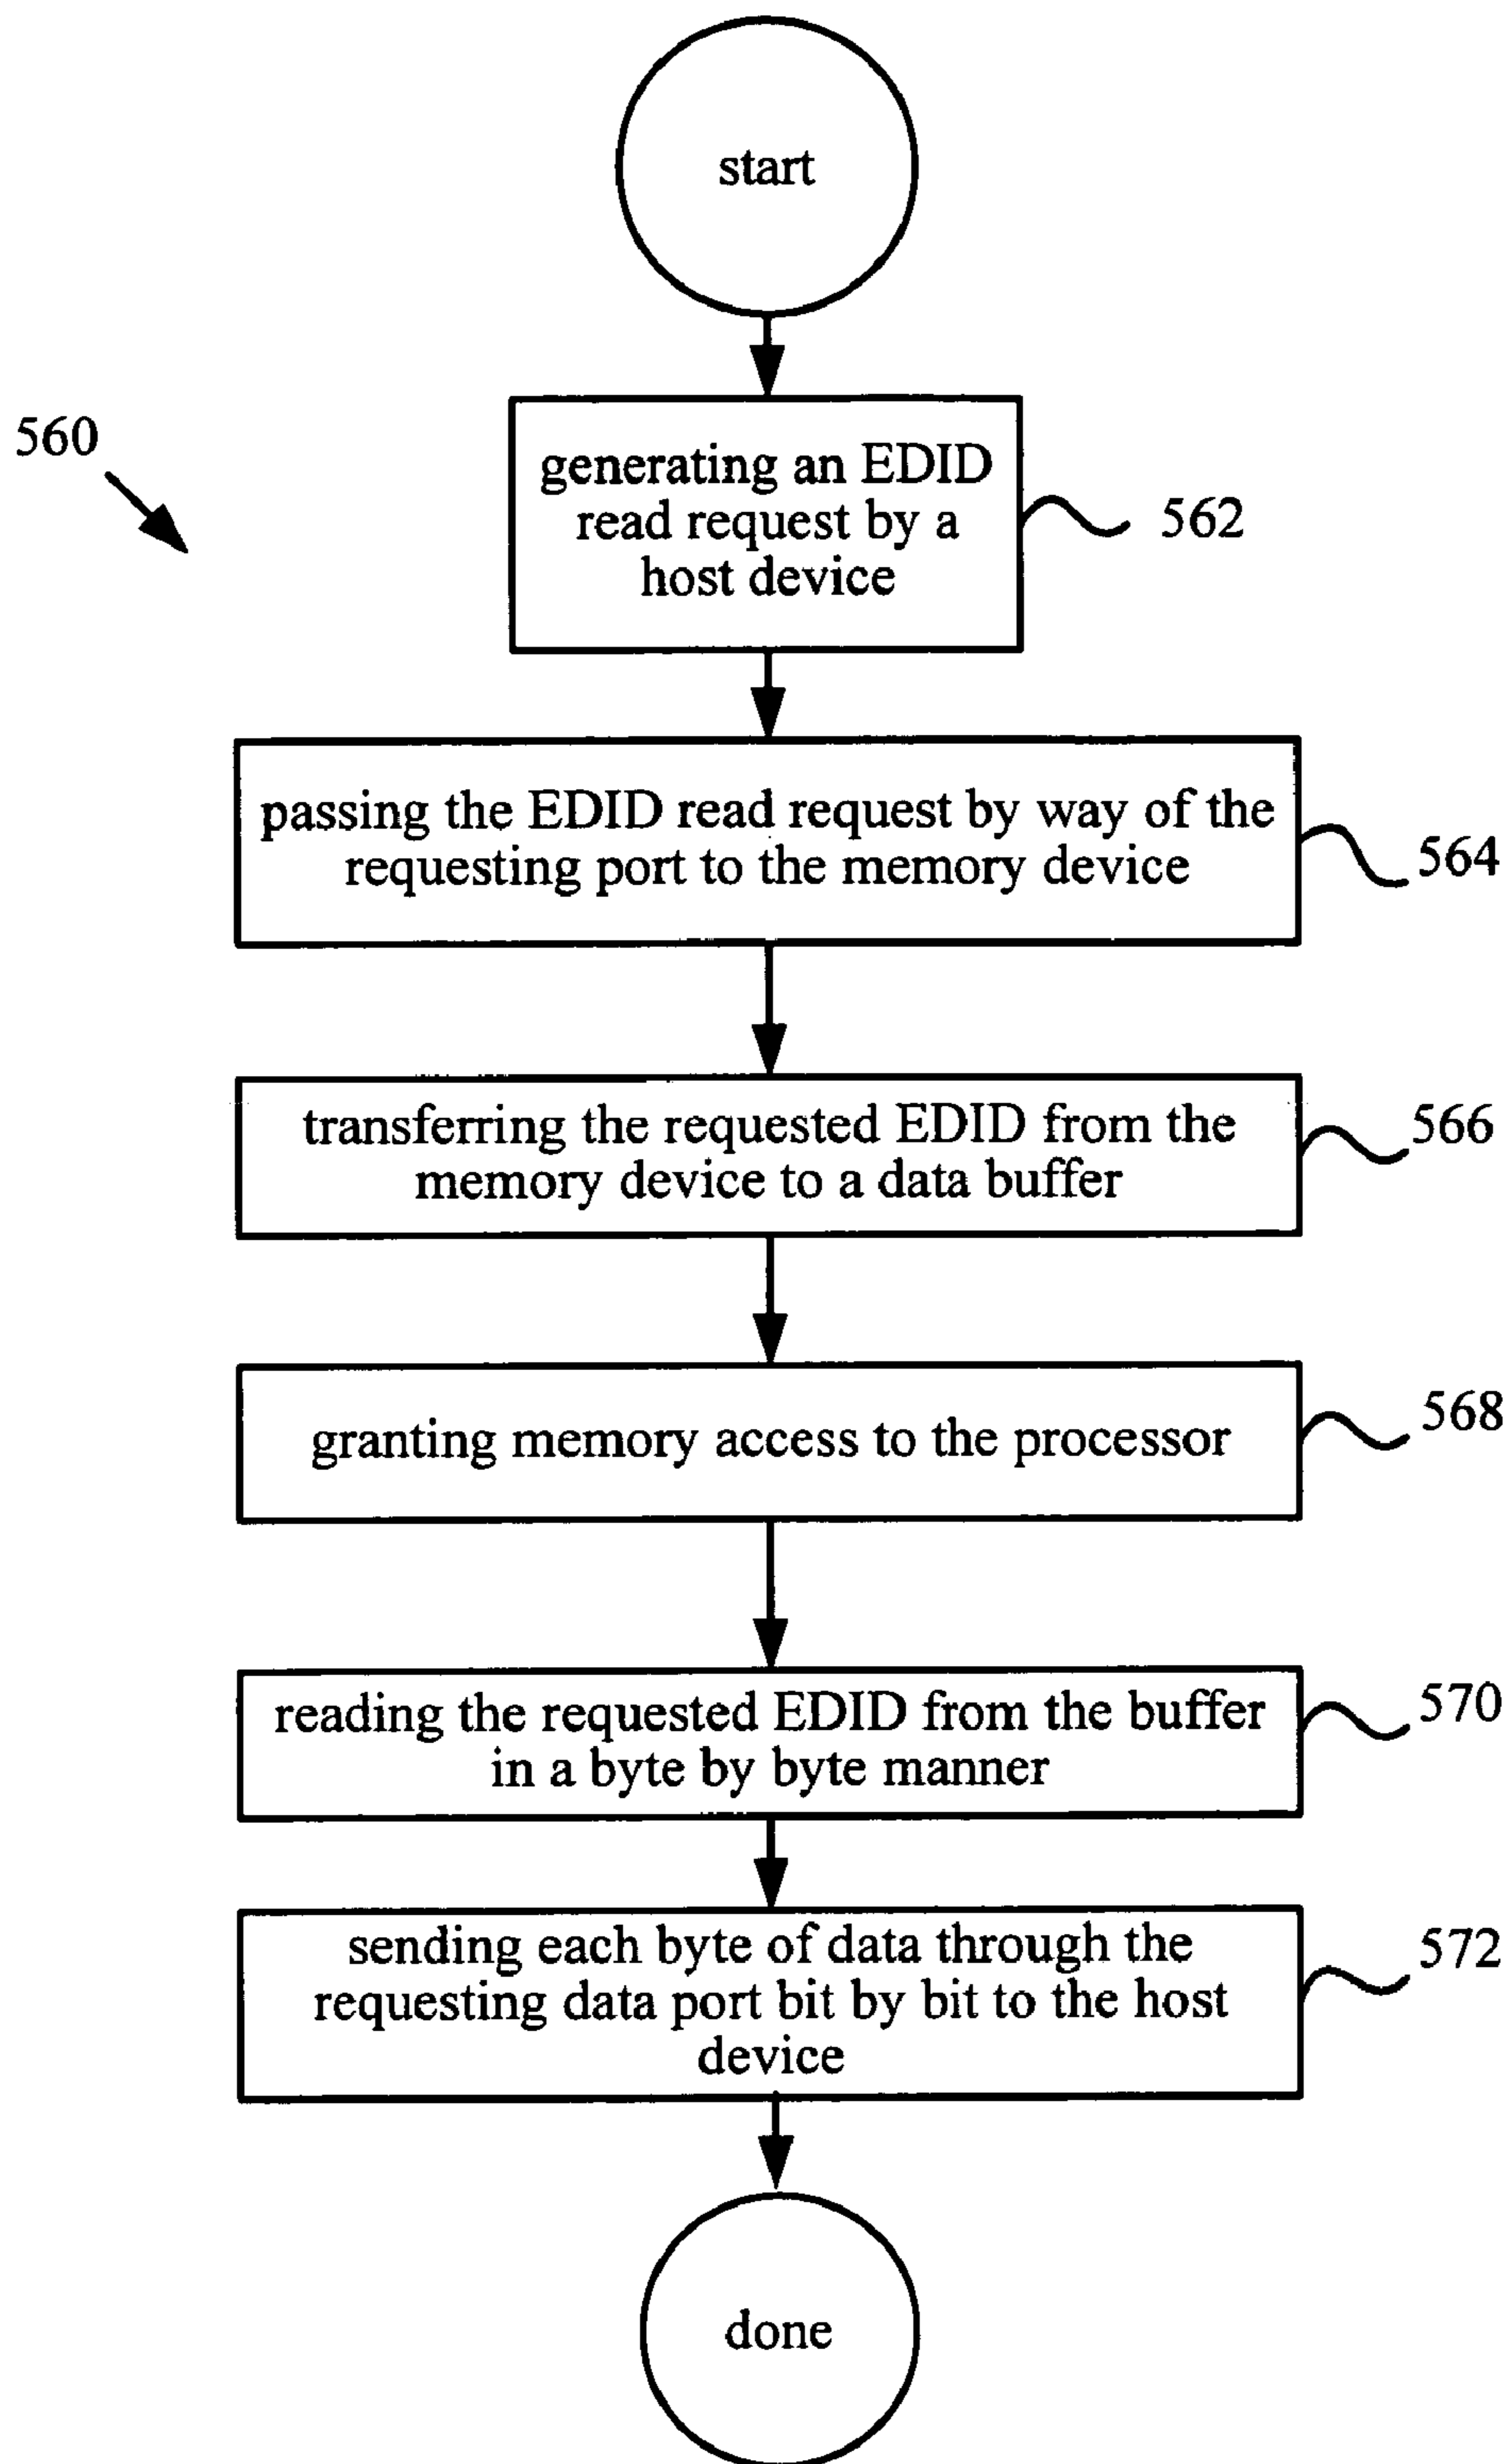 start
560
generating an EDID
read request by a
host device
562
passing the EDID read request by way of the
requesting port to the memory device
564
transferring the requested EDID from the
memory device to a data buffer
566
granting memory access to the processor
568
reading the requested EDID from the buffer
in a byte by byte manner
570
sending each byte of data through the
requesting data port bit by bit to the host
device
572
done